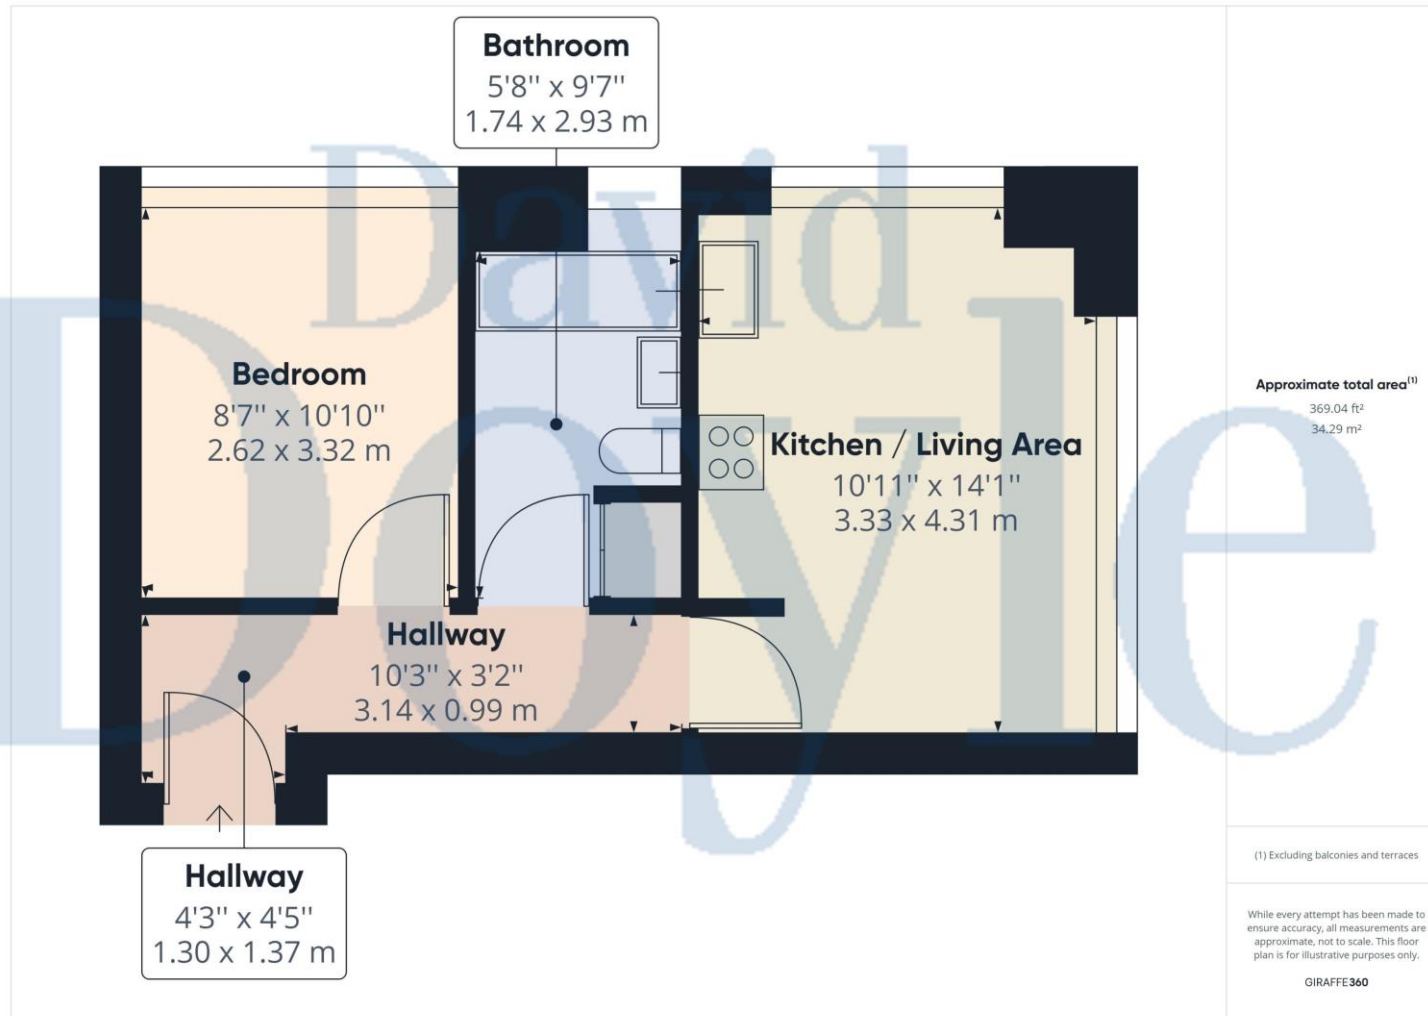 Bathroom
5'8'' x 9'7''
1.74 x 2.93 m
David
Doyle
Bedroom
8'7'' x 10'10''
2.62 x 3.32 m
Kitchen / Living Area
10'11'' x 14'1''
3.33 x 4.31 m
Hallway
10'3'' x 3'2''
3.14 x 0.99 m
Hallway
4'3'' x 4'5''
1.30 x 1.37 m
Approximate total area(1)
369.04 ft²
34.29 m²
(1) Excluding balconies and terraces
While every attempt has been made to
ensure accuracy, all measurements are
approximate, not to scale. This floor
plan is for illustrative purposes only.
GIRAFFE360